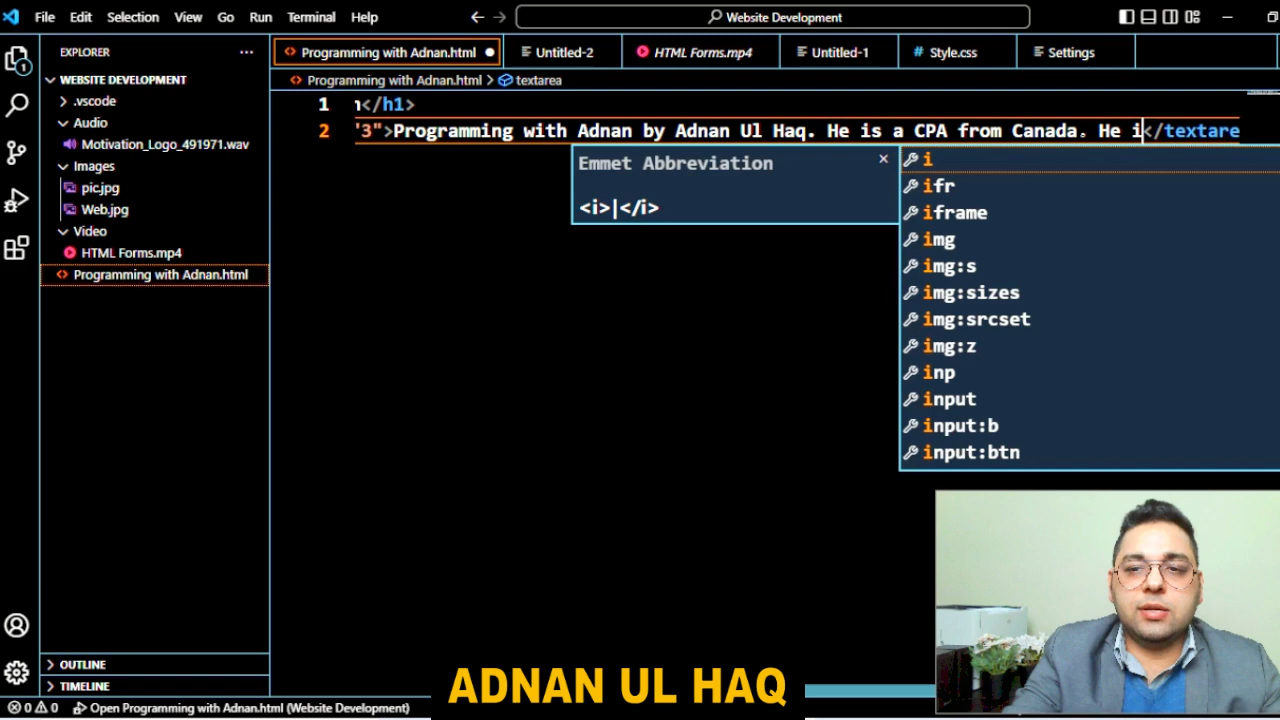 File Edit Selection View Go Run Terminal Help
Website Development
EXPLORER
Programming with Adnan.html
Untitled-2
HTML Forms.mp4
Untitled-1
# Style.css
Settings
WEBSITE DEVELOPMENT
Programming with Adnan.html > textarea
.vscode
1 </h1>
Audio
2 "3">Programming with Adnan by Adnan Ul Haq. He is a CPA from Canada. He i</textare
Motivation_Logo_491971.wav
Emmet Abbreviation
<i>|</i>
i
ifr
iframe
img
img:s
img:sizes
img:srcset
img:z
inp
input
input:b
input:btn
Images
pic.jpg
Web.jpg
Video
HTML Forms.mp4
Programming with Adnan.html
OUTLINE
TIMELINE
0 0 Open Programming with Adnan.html (Website Development)
ADNAN UL HAQ